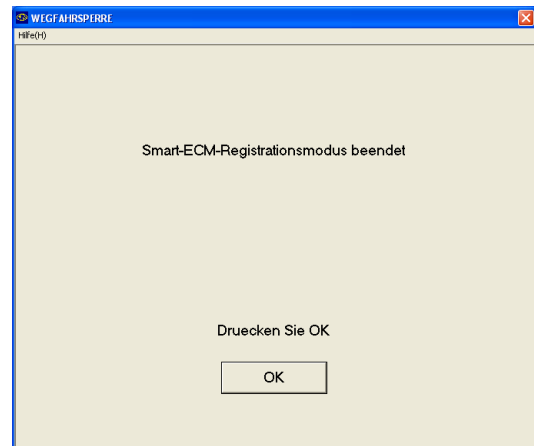 WEGFAHRSPERRE
Hilfe(H)
Smart-ECM-Registrationsmodus beendet
Druecken Sie OK
OK